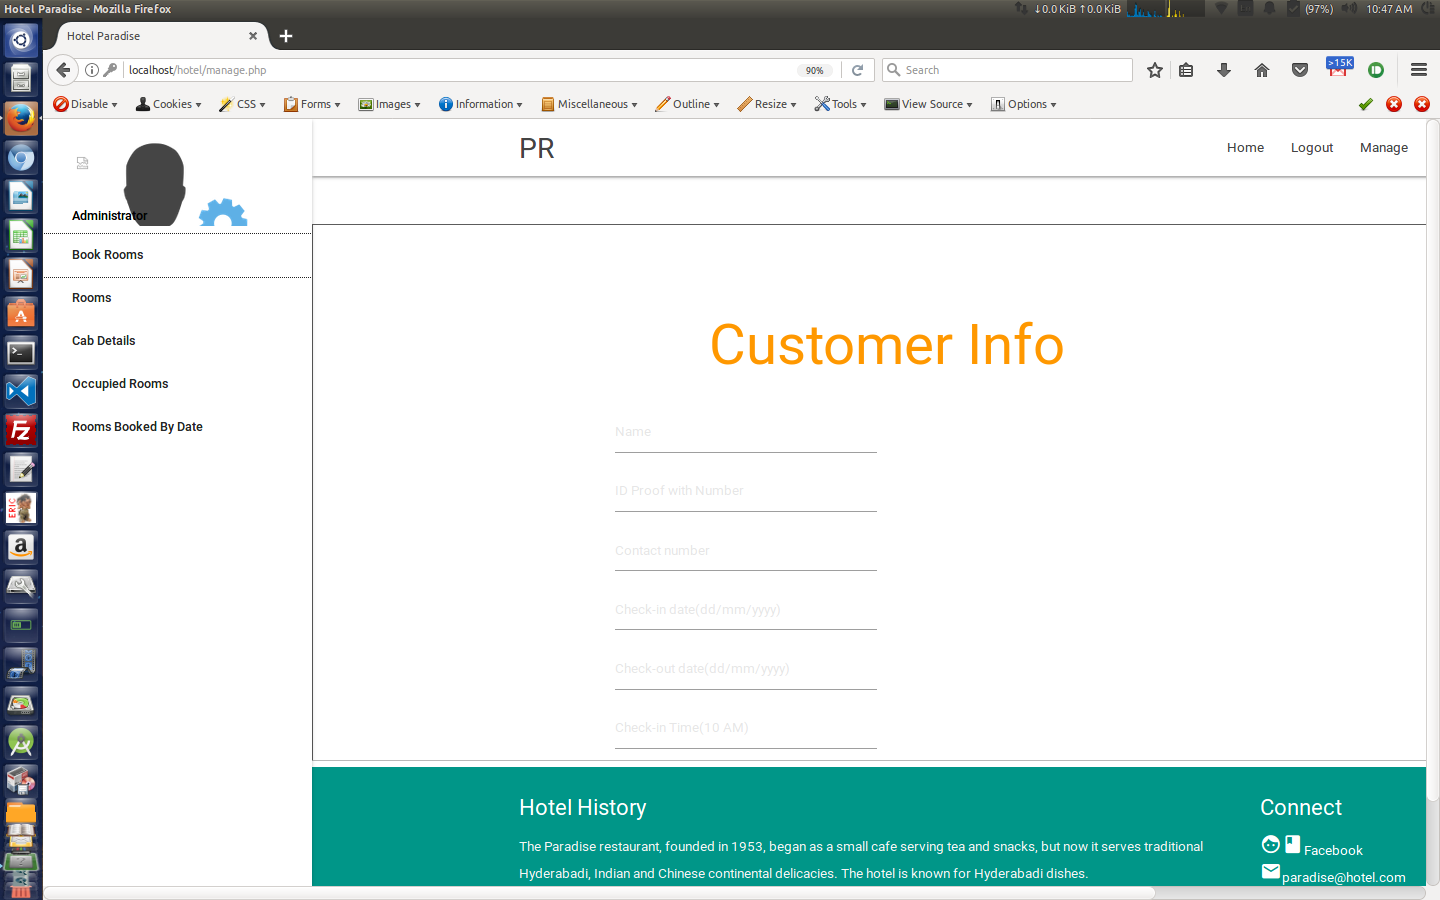 Hotel Paradise - Mozilla Firefox
↓0.0 KiB ↑0.0 KiB
(97%)
10:47 AM
Hotel Paradise
localhost/hotel/manage.php
90%
Search
>15K
Disable
Cookies
CSS
Forms
Images
Information
Miscellaneous
Outline
Resize
Tools
View Source
Options
PR
Home
Logout
Manage
Administrator
Book Rooms
Rooms
Cab Details
Occupied Rooms
Rooms Booked By Date
Customer Info
Name
ID Proof with Number
Contact number
Check-in date(dd/mm/yyyy)
Check-out date(dd/mm/yyyy)
Check-in Time(10 AM)
Hotel History
The Paradise restaurant, founded in 1953, began as a small cafe serving tea and snacks, but now it serves traditional
Hyderabadi, Indian and Chinese continental delicacies. The hotel is known for Hyderabadi dishes.
Connect
Facebook
paradise@hotel.com
Fz
ERIC
a